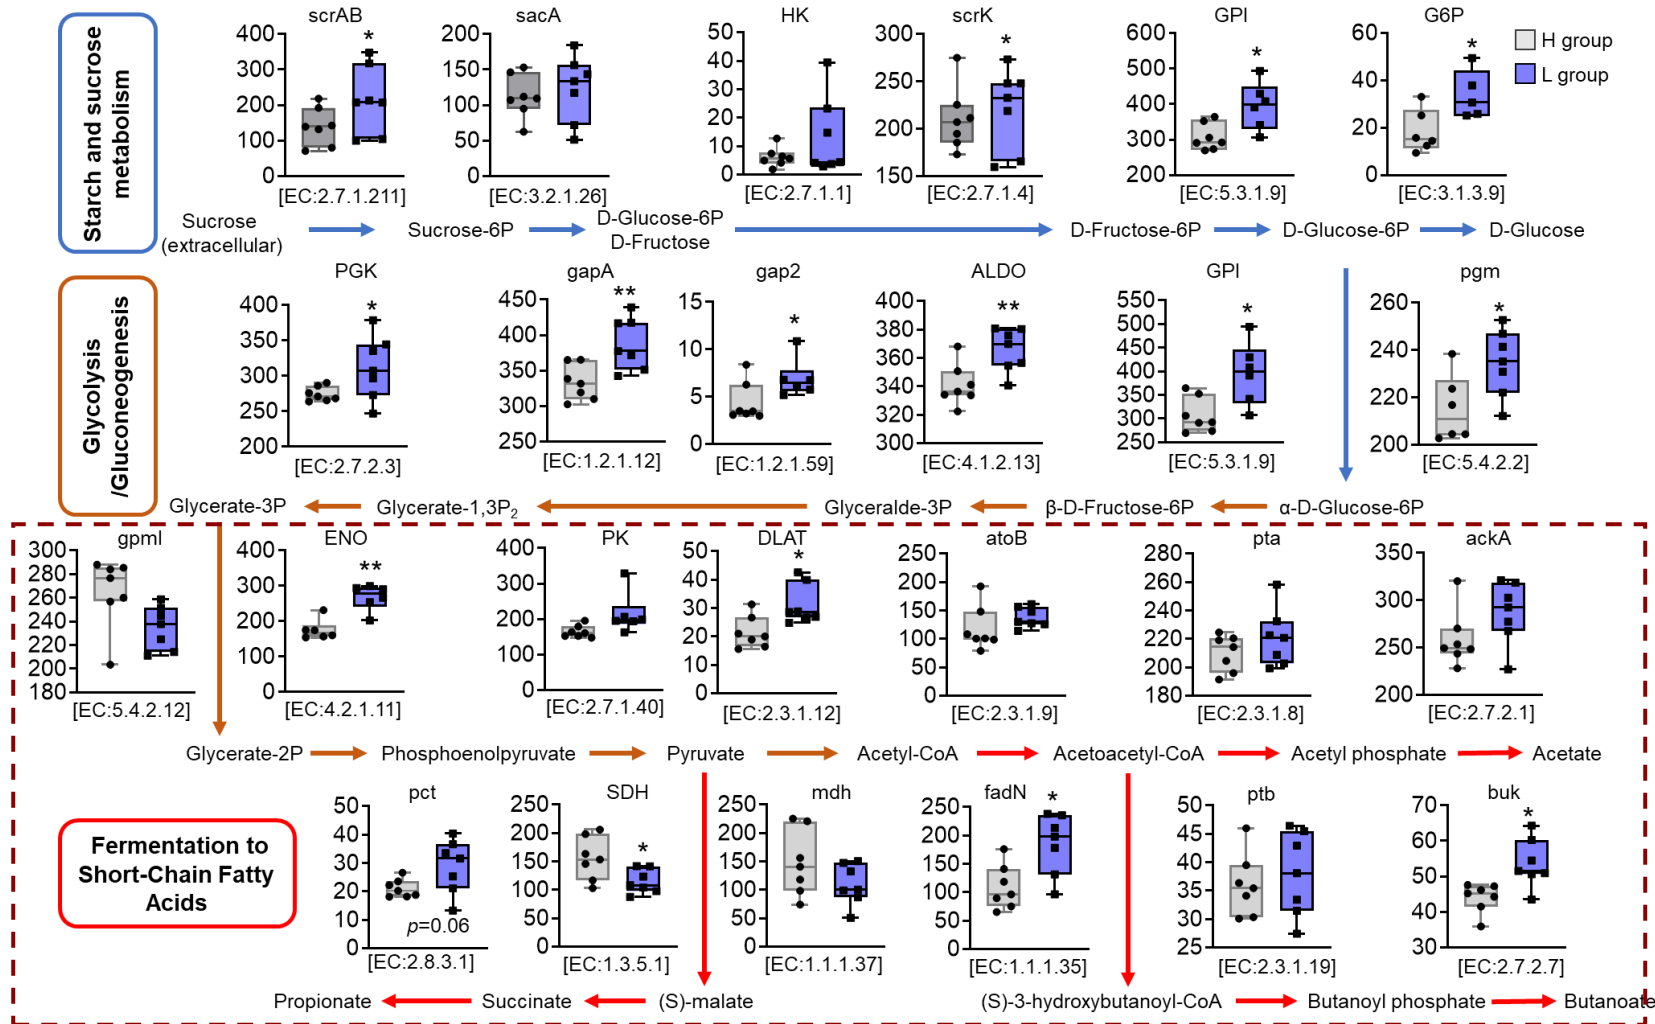 Starch and sucrose
metabolism
scrAB
*
400
300
200
100
0
[EC:2.7.1.211]
sacA
200
150
100
50
0
[EC:3.2.1.26]
HK
50
40
30
20
10
0
[EC:2.7.1.1]
scrK
*
300
250
200
150
[EC:2.7.1.4]
GPI
*
600
500
400
300
200
[EC:5.3.1.9]
G6P
*
60
40
20
0
[EC:3.1.3.9]
H group
L group
Sucrose
(extracellular)
Sucrose-6P
D-Glucose-6P
D-Fructose
D-Fructose-6P
D-Glucose-6P
D-Glucose
Glycolysis
/Gluconeogenesis
PGK
*
400
350
300
250
200
[EC:2.7.2.3]
gapA
**
450
400
350
300
250
[EC:1.2.1.12]
gap2
*
15
10
5
0
[EC:1.2.1.59]
ALDO
**
400
380
360
340
320
300
[EC:4.1.2.13]
GPI
*
550
500
450
400
350
300
250
[EC:5.3.1.9]
pgm
*
260
240
220
200
[EC:5.4.2.2]
Glycerate-3P
Glycerate-1,3P2
Glyceralde-3P
β-D-Fructose-6P
α-D-Glucose-6P
gpmI
300
280
260
240
220
200
180
[EC:5.4.2.12]
ENO
**
400
300
200
100
0
[EC:4.2.1.11]
PK
400
300
200
100
0
[EC:2.7.1.40]
DLAT
*
50
40
30
20
10
0
[EC:2.3.1.12]
atoB
250
200
150
100
50
0
[EC:2.3.1.9]
pta
280
260
240
220
200
180
[EC:2.3.1.8]
ackA
350
300
250
200
[EC:2.7.2.1]
Glycerate-2P
Phosphoenolpyruvate
Pyruvate
Acetyl-CoA
Acetoacetyl-CoA
Acetyl phosphate
Acetate
Fermentation to
Short-Chain Fatty
Acids
pct
50
40
30
20
10
0
p=0.06
[EC:2.8.3.1]
SDH
*
250
200
150
100
50
0
[EC:1.3.5.1]
mdh
250
200
150
100
50
0
[EC:1.1.1.37]
fadN
*
250
200
150
100
50
0
[EC:1.1.1.35]
ptb
50
45
40
35
30
25
[EC:2.3.1.19]
buk
*
70
60
50
40
30
[EC:2.7.2.7]
Propionate
Succinate
(S)-malate
(S)-3-hydroxybutanoyl-CoA
Butanoyl phosphate
Butanoate